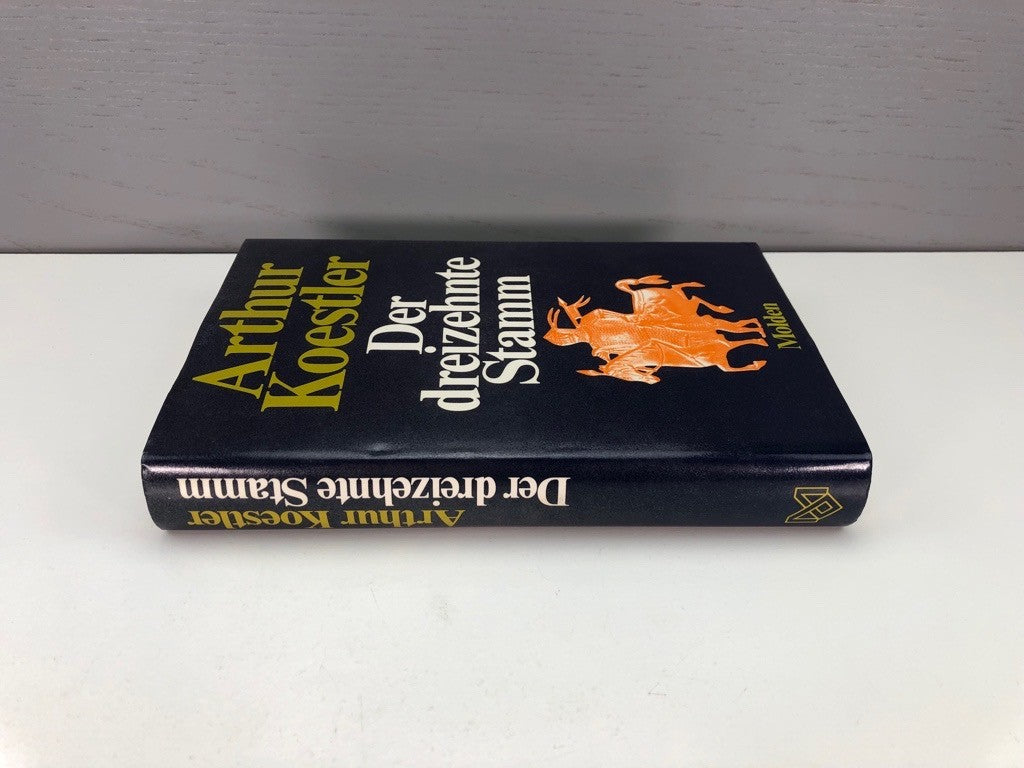 Arthur
Koestler
Der
dreizehnte
Stamm
Molden
Arthur Koestler
Der dreizehnte Stamm